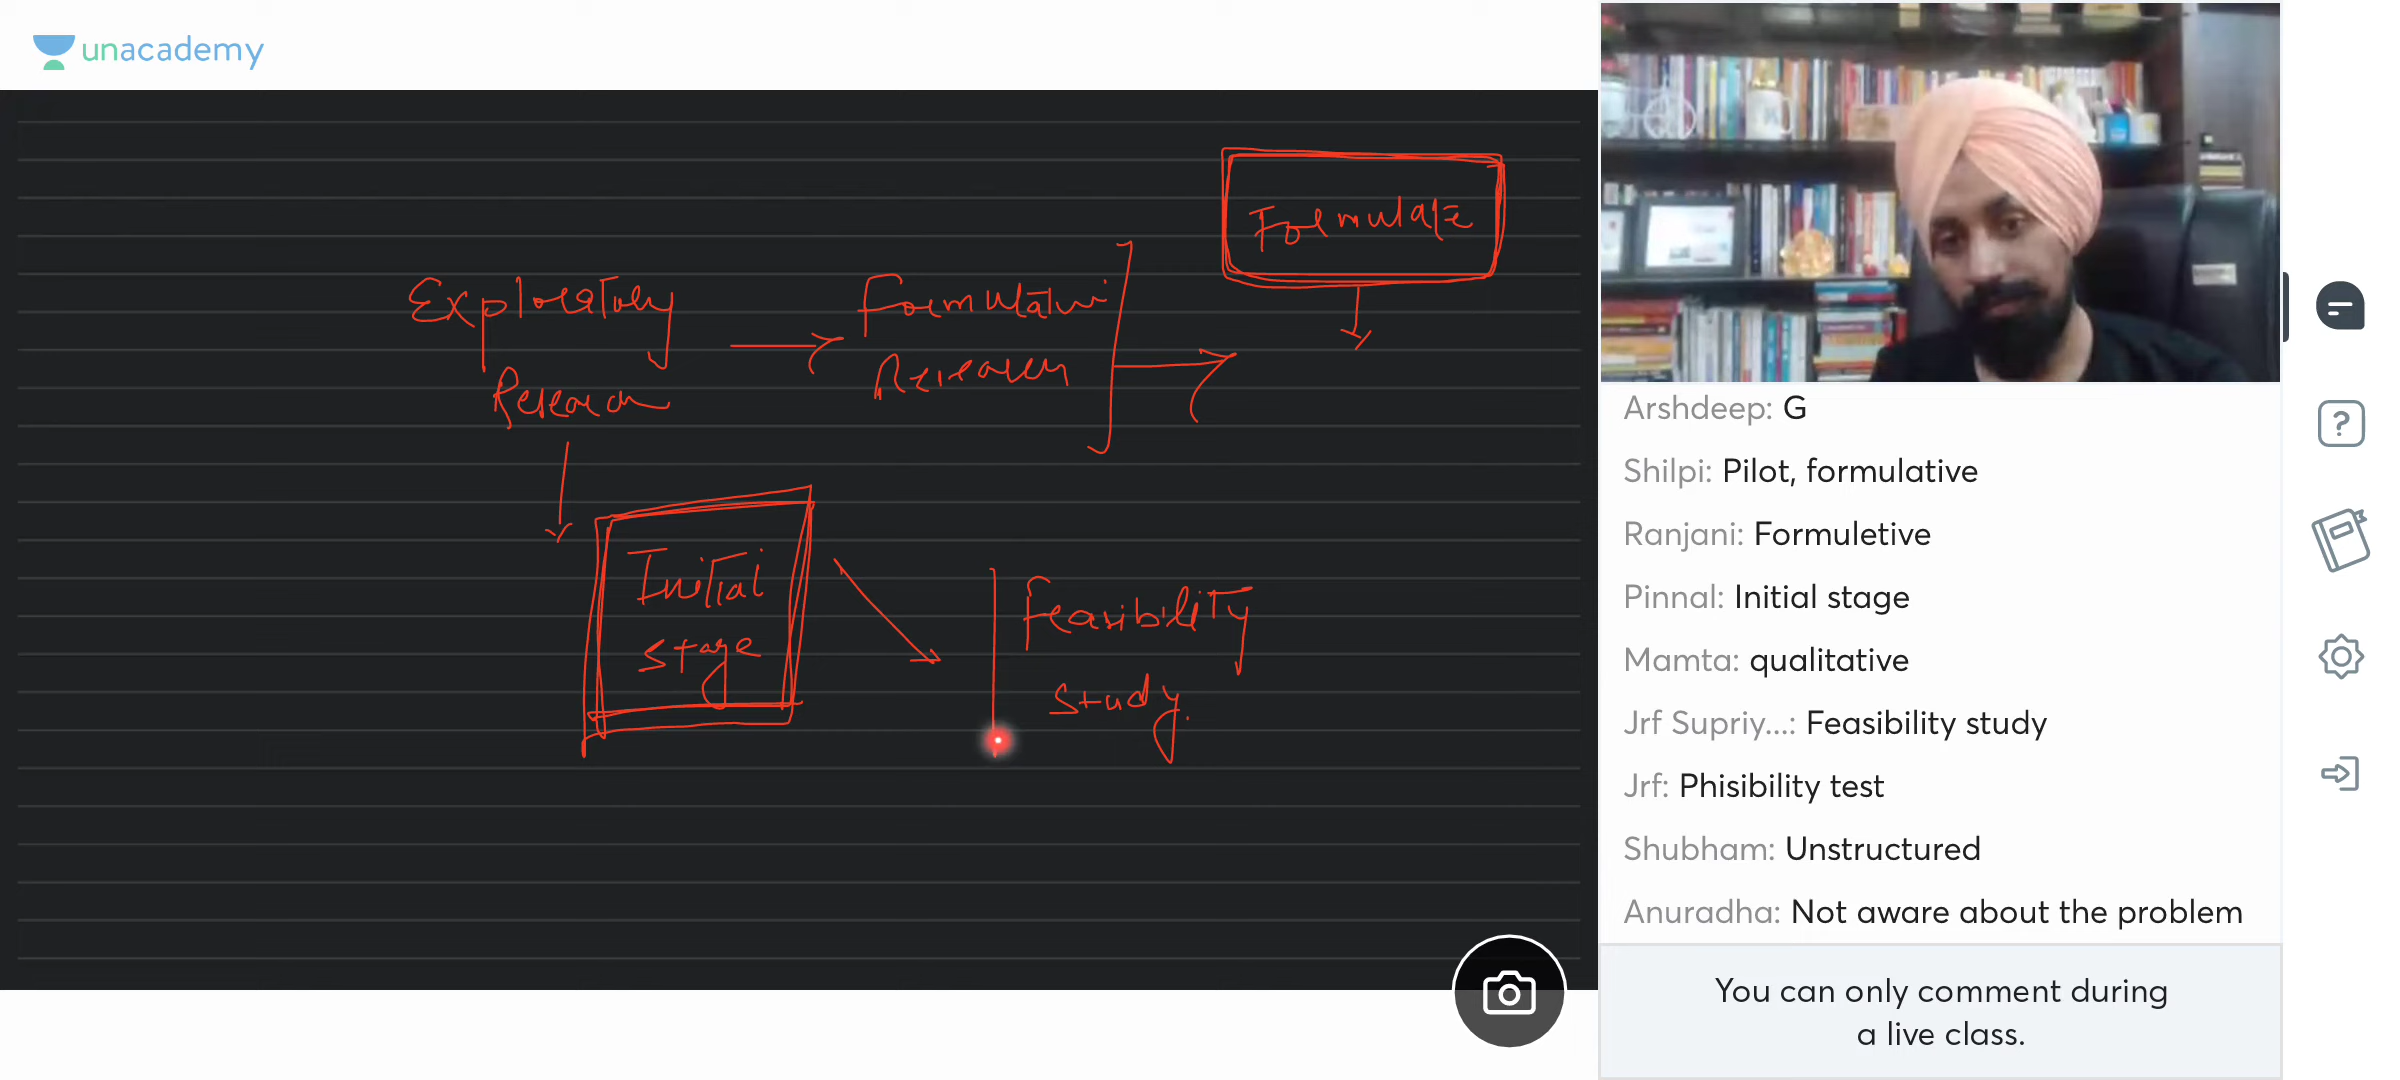 unacademy
Formulate
Exploratory
Research
Formulative
Research
Initial
stage
Feasibility
study.
Arshdeep: G
Shilpi: Pilot, formulative
Ranjani: Formuletive
Pinnal: Initial stage
Mamta: qualitative
Jrf Supriy...: Feasibility study
Jrf: Phisibility test
Shubham: Unstructured
Anuradha: Not aware about the problem
You can only comment during
a live class.